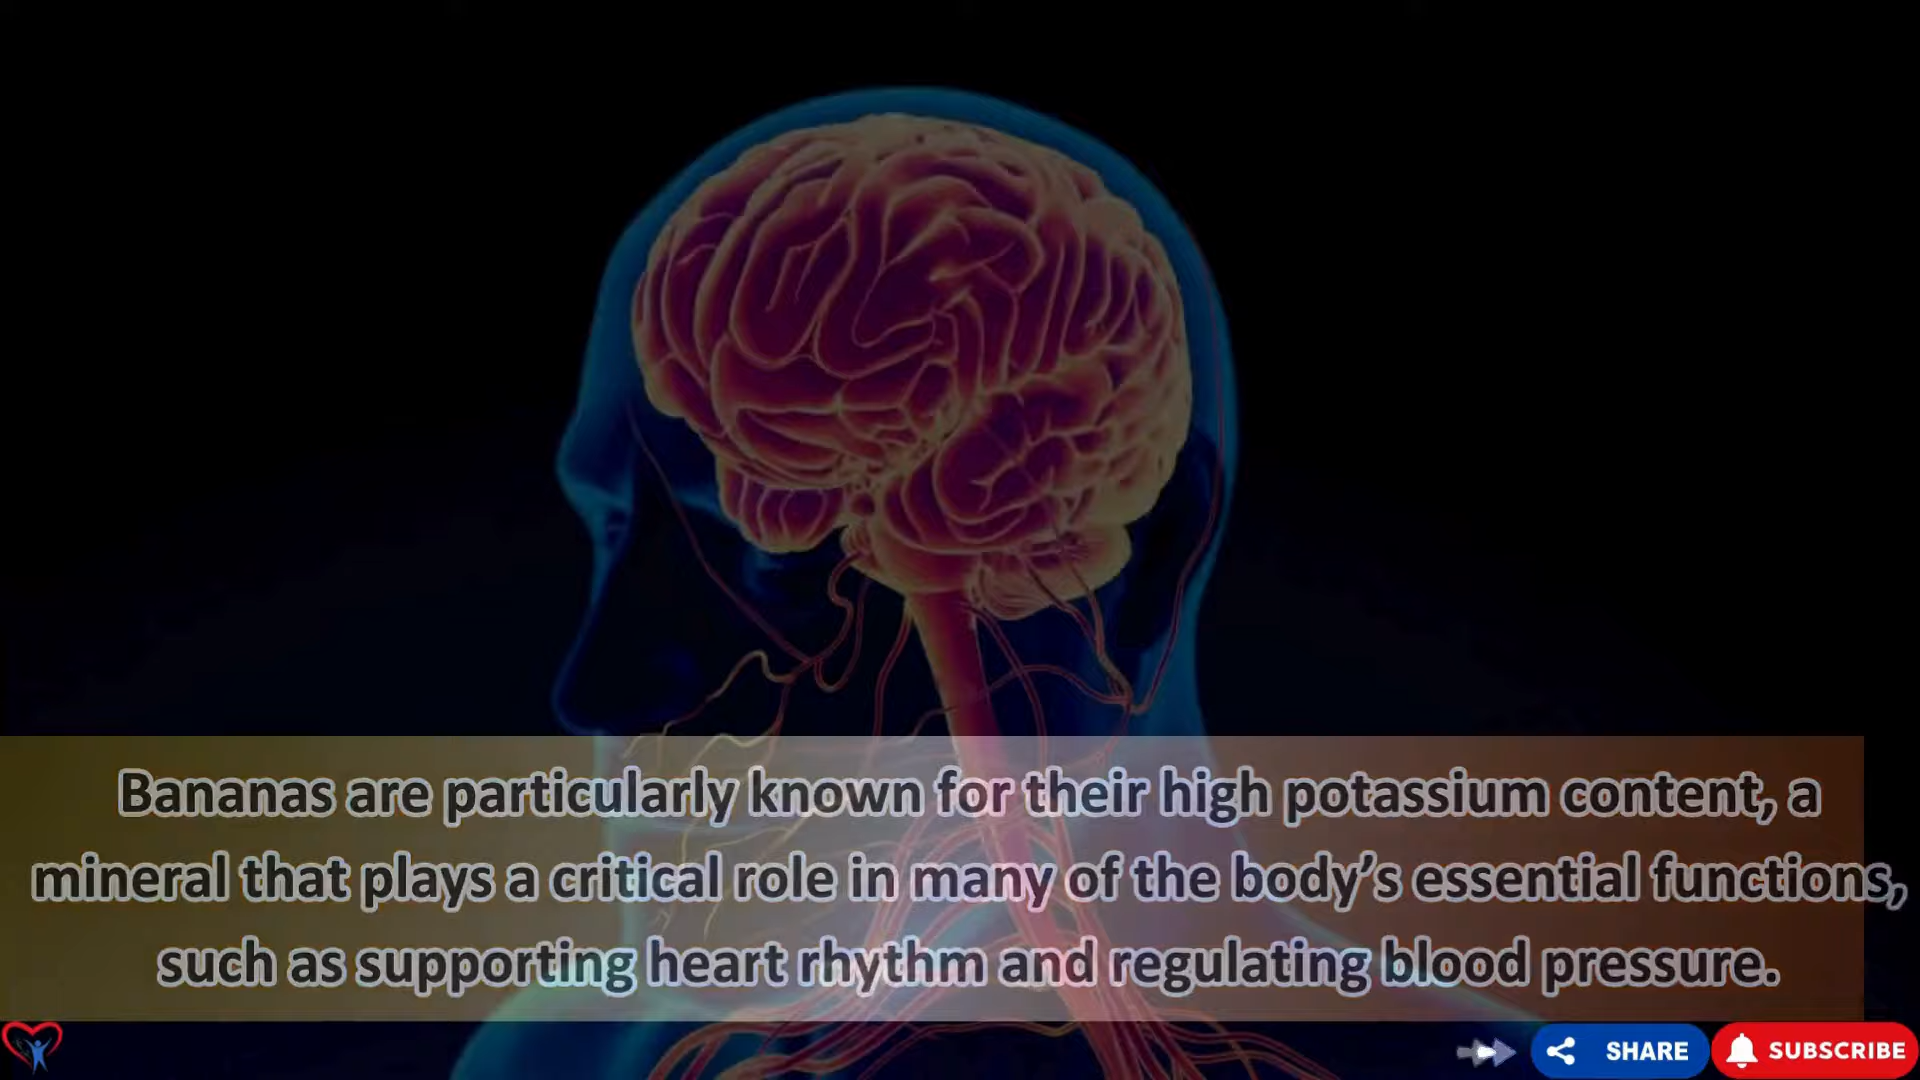 Bananas are particularly known for their high potassium content, a
mineral that plays a critical role in many of the body’s essential functions,
such as supporting heart rhythm and regulating blood pressure.
SHARE
SUBSCRIBE